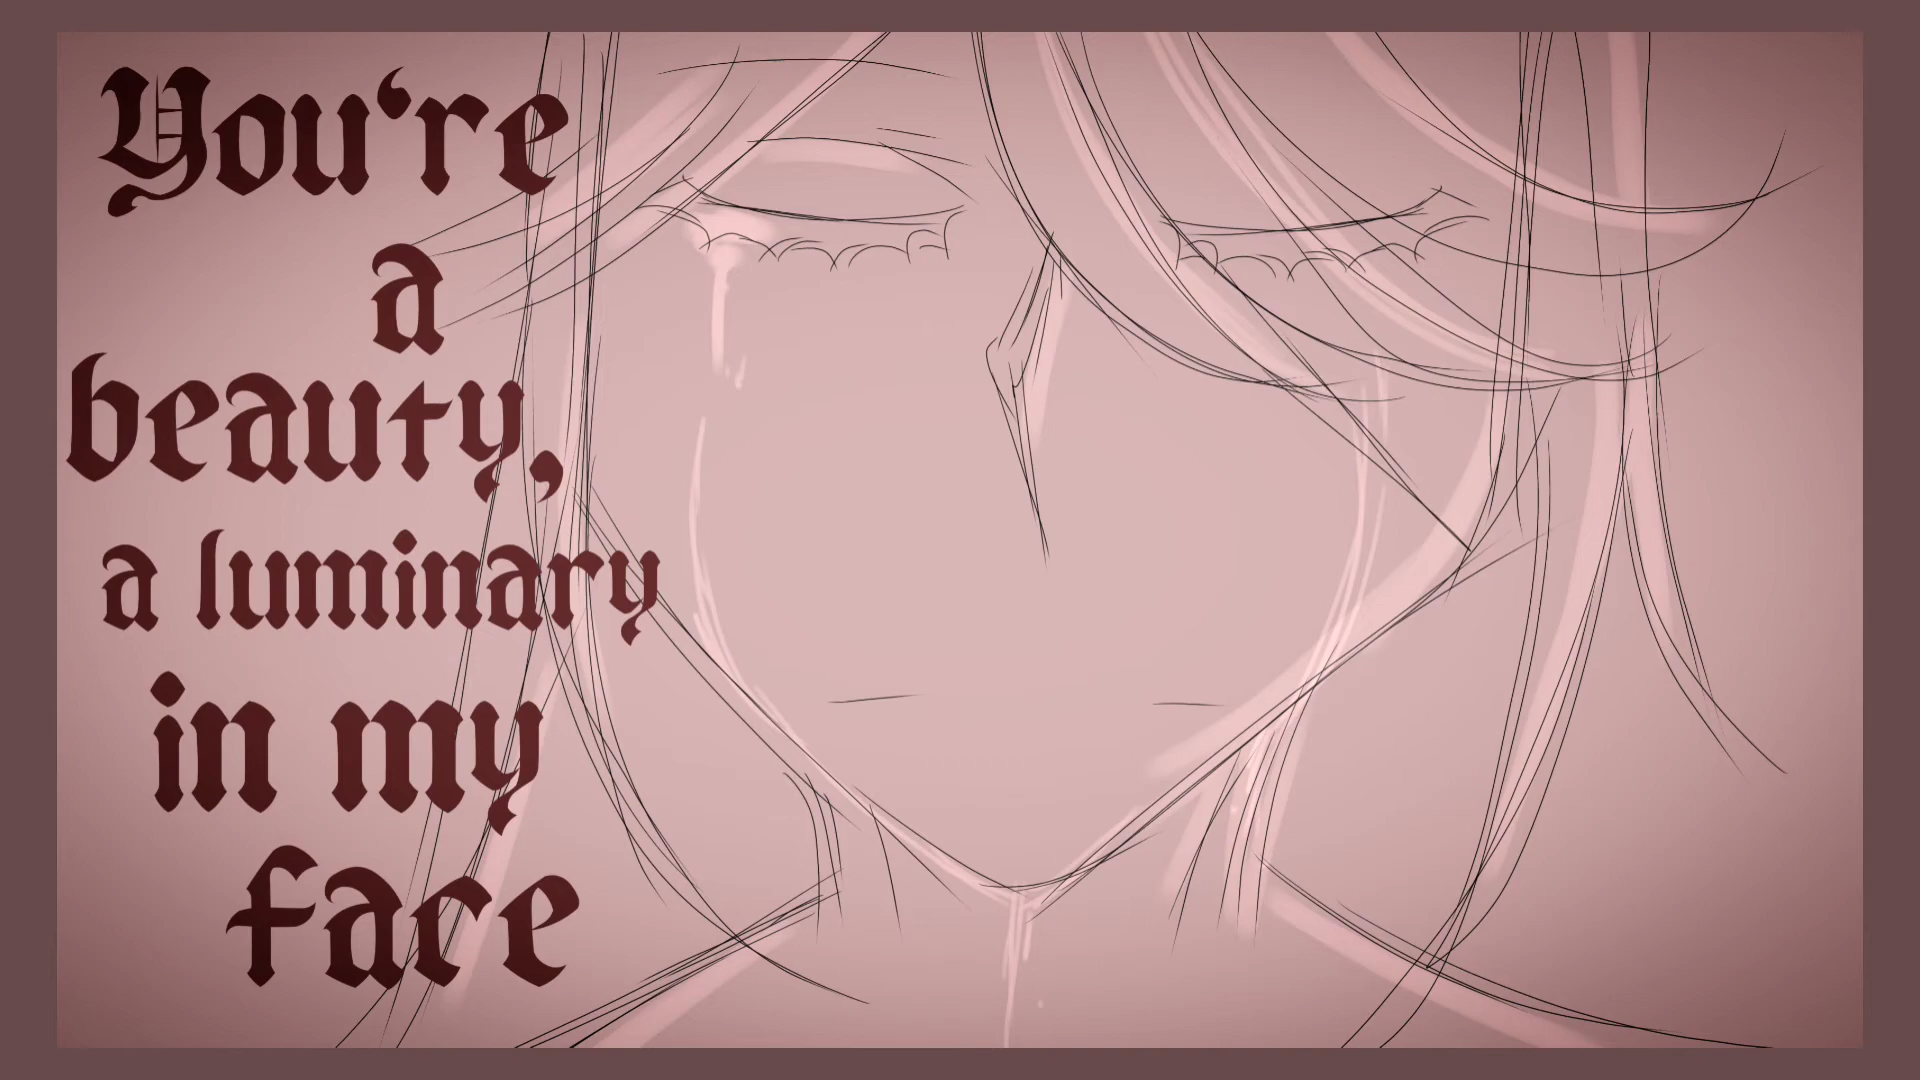 You‘re
a
beauty,
a luminary
in my
face